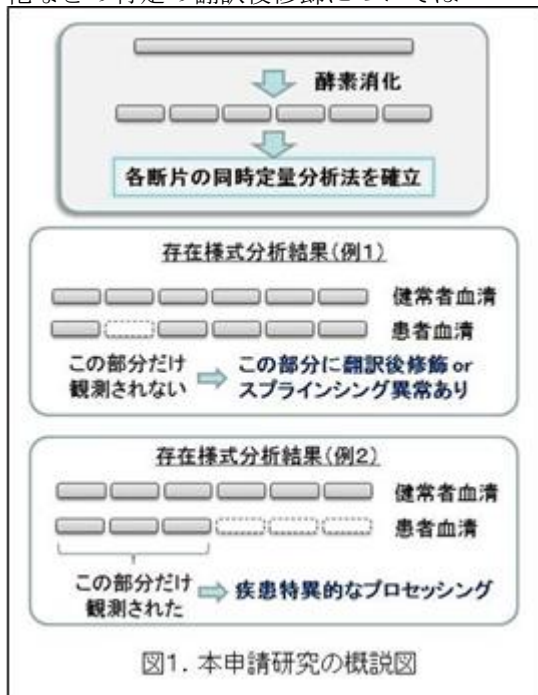 酵素消化
各断片の同時定量分析法を確立
存在様式分析結果(例1)
健常者血清
患者血清
この部分だけ
観測されない
この部分に翻訳後修飾 or
スプラインシング異常あり
存在様式分析結果(例2)
健常者血清
患者血清
この部分だけ
観測された
疾患特異的なプロセッシング
図1. 本申請研究の概説図